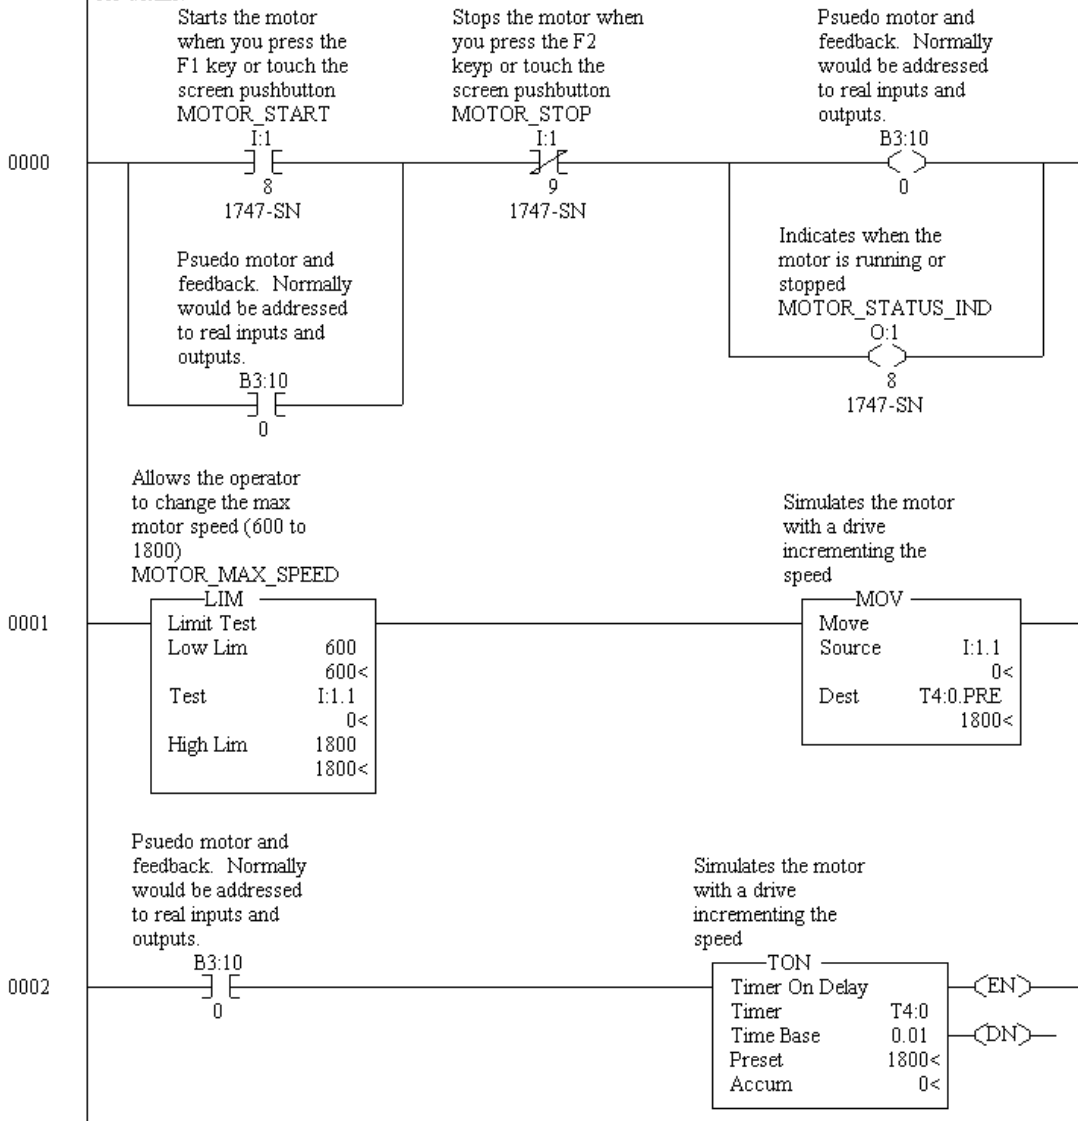 Starts the motor
when you press the
F1 key or touch the
screen pushbutton
MOTOR_START
I:1
8
1747-SN
Stops the motor when
you press the F2
keyp or touch the
screen pushbutton
MOTOR_STOP
I:1
9
1747-SN
Psuedo motor and
feedback. Normally
would be addressed
to real inputs and
outputs.
B3:10
0
0000
Psuedo motor and
feedback. Normally
would be addressed
to real inputs and
outputs.
B3:10
0
Indicates when the
motor is running or
stopped
MOTOR_STATUS_IND
O:1
8
1747-SN
Allows the operator
to change the max
motor speed (600 to
1800)
MOTOR_MAX_SPEED
0001
LIM
Limit Test
Low Lim 600
600<
Test I:1.1
0<
High Lim 1800
1800<
Simulates the motor
with a drive
incrementing the
speed
MOV
Move
Source I:1.1
0<
Dest T4:0.PRE
1800<
Psuedo motor and
feedback. Normally
would be addressed
to real inputs and
outputs.
B3:10
0
0002
Simulates the motor
with a drive
incrementing the
speed
TON
Timer On Delay
Timer T4:0
Time Base 0.01
Preset 1800<
Accum 0<
EN
DN